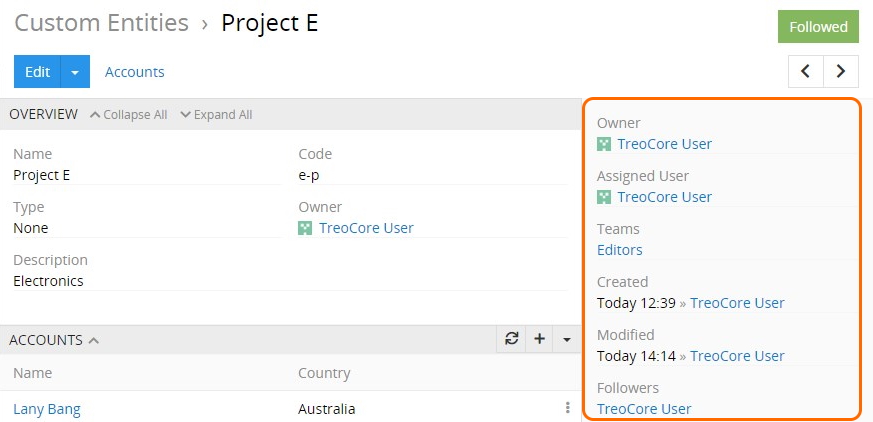 Custom Entities › Project E
Followed
Edit
Accounts
OVERVIEW Collapse All Expand All
Name
Project E
Code
e-p
Type
None
Owner
TreoCore User
Description
Electronics
ACCOUNTS
Name
Country
Lany Bang
Australia
Owner
TreoCore User
Assigned User
TreoCore User
Teams
Editors
Created
Today 12:39 » TreoCore User
Modified
Today 14:14 » TreoCore User
Followers
TreoCore User